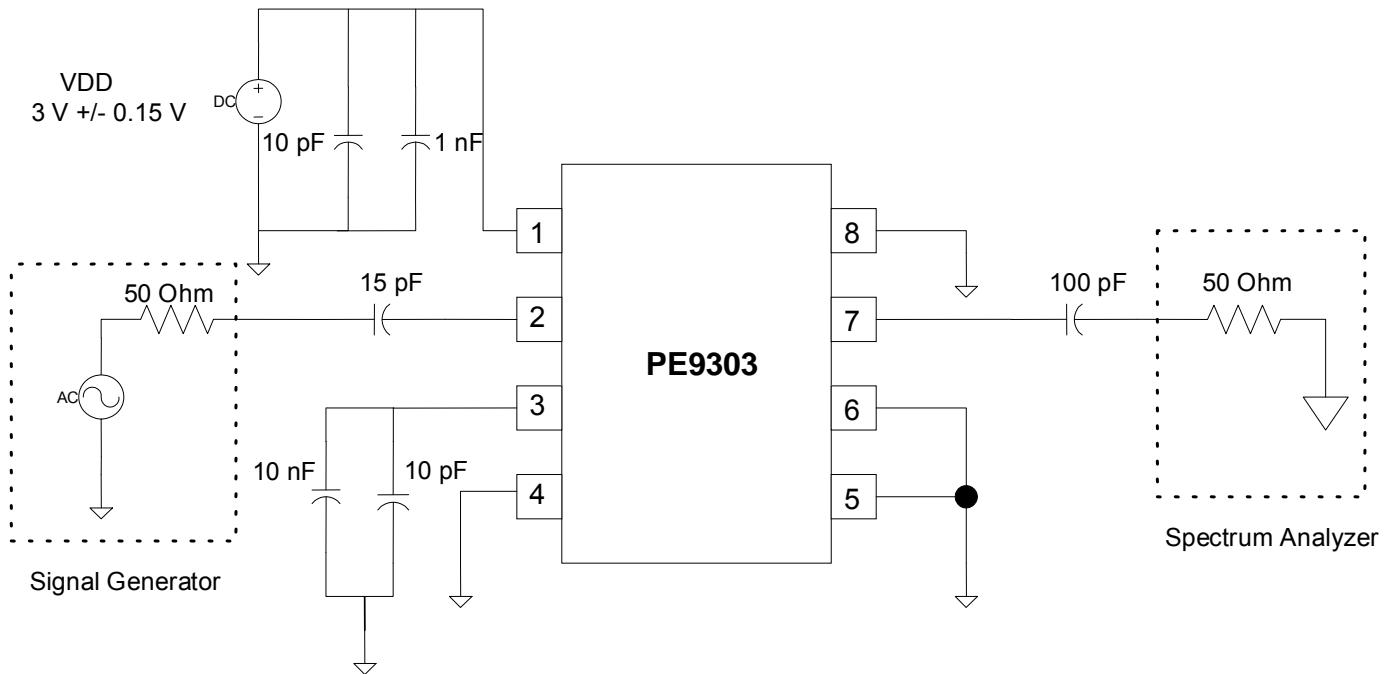 VDD
3 V +/- 0.15 V
DC
+
−
10 pF
1 nF
1
8
50 Ohm
15 pF
100 pF
50 Ohm
2
7
PE9303
AC
3
6
10 nF
10 pF
4
5
Signal Generator
Spectrum Analyzer